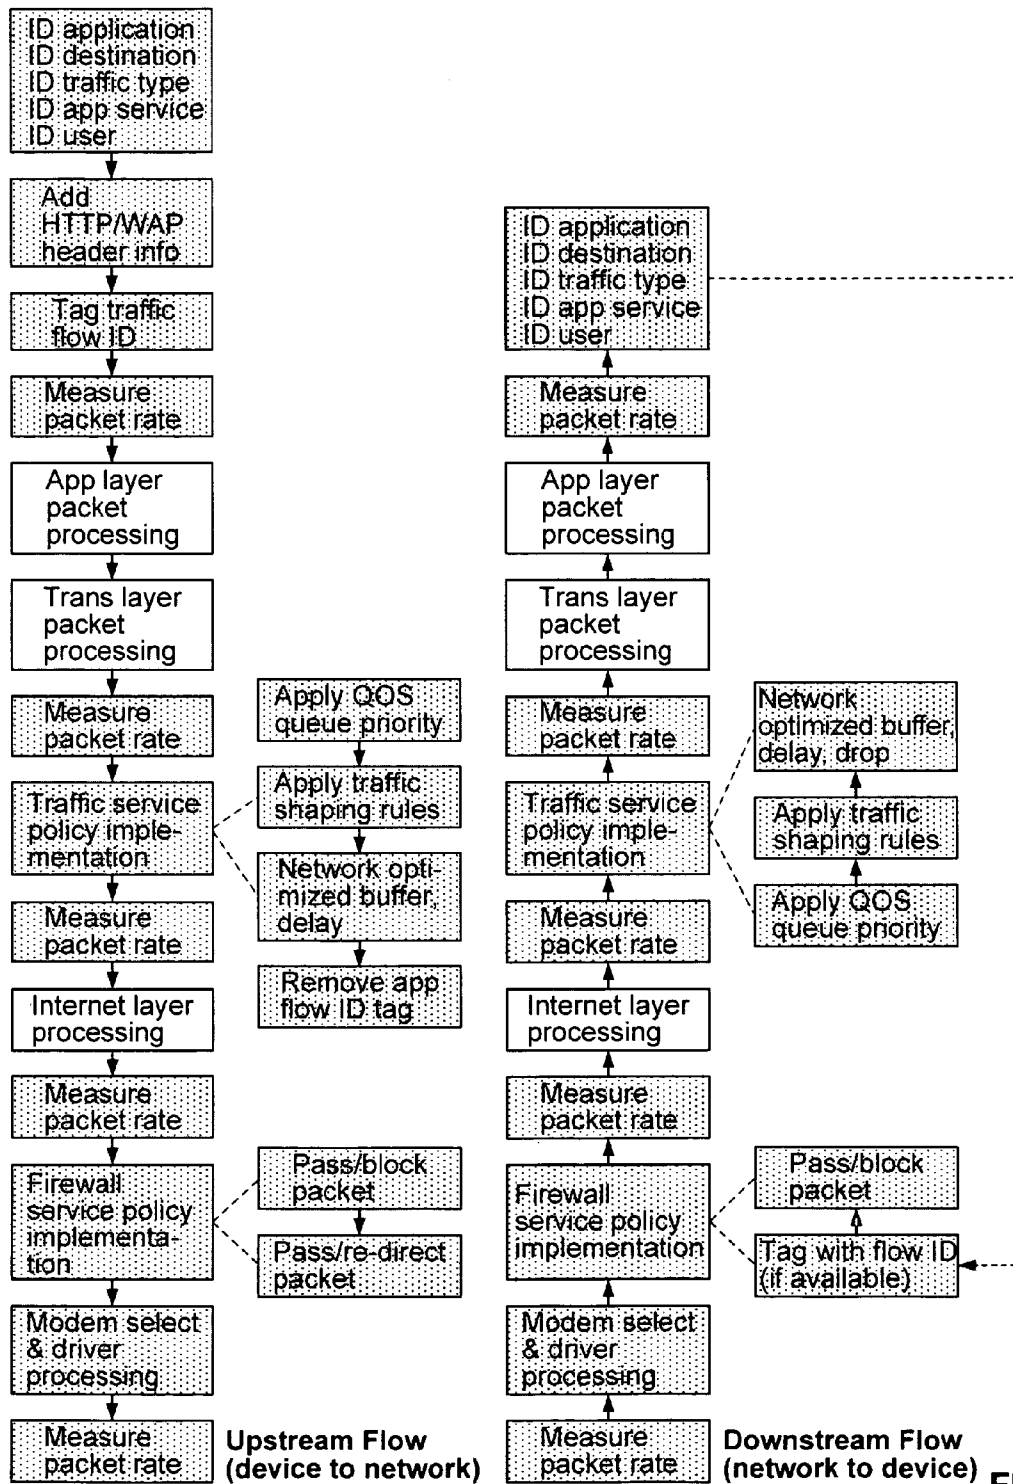 ID application
ID destination
ID traffic type
ID app service
ID user
Add
HTTP/WAP
header info
Tag traffic
flow ID
Measure
packet rate
App layer
packet
processing
Trans layer
packet
processing
Measure
packet rate
Traffic service
policy imple-
mentation
Measure
packet rate
Internet layer
processing
Measure
packet rate
Firewall
service policy
implementa-
tion
Modem select
& driver
processing
Measure
packet rate
Apply QOS
queue priority
Apply traffic
shaping rules
Network opti-
mized buffer,
delay
Remove app
flow ID tag
Pass/block
packet
Pass/re-direct
packet
Upstream Flow
(device to network)
ID application
ID destination
ID traffic type
ID app service
ID user
Measure
packet rate
App layer
packet
processing
Trans layer
packet
processing
Measure
packet rate
Traffic service
policy imple-
mentation
Measure
packet rate
Internet layer
processing
Measure
packet rate
Firewall
service policy
implementation
Modem select
& driver
processing
Measure
packet rate
Network
optimized buffer,
delay, drop
Apply traffic
shaping rules
Apply QOS
queue priority
Pass/block
packet
Tag with flow ID
(if available)
Downstream Flow
(network to device)